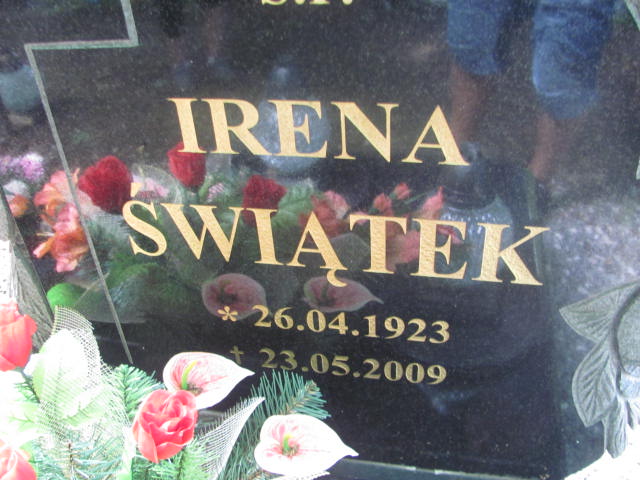 Ś.P.
IRENA
ŚWIĄTEK
* 26.04.1923
† 23.05.2009